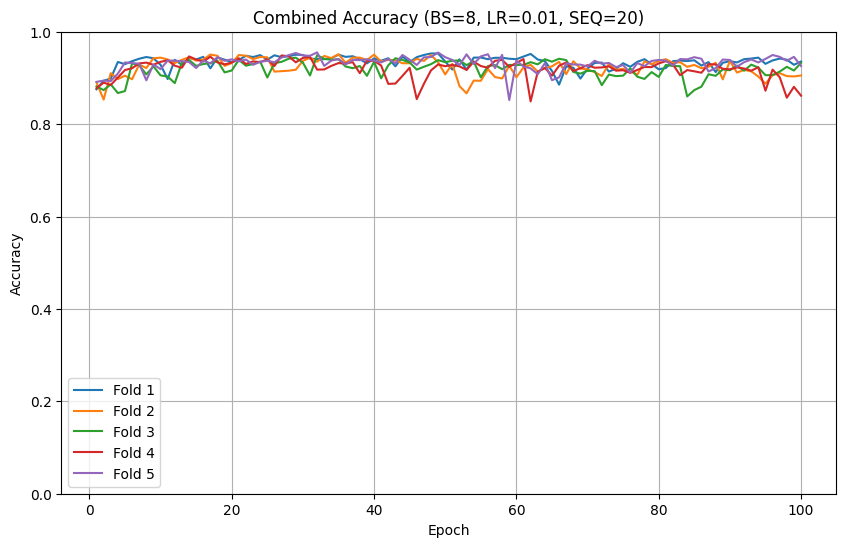 Combined Accuracy (BS=8, LR=0.01, SEQ=20)
Accuracy
1.0
0.8
0.6
0.4
0.2
0.0
Fold 1
Fold 2
Fold 3
Fold 4
Fold 5
0 20 40 60 80 100
Epoch